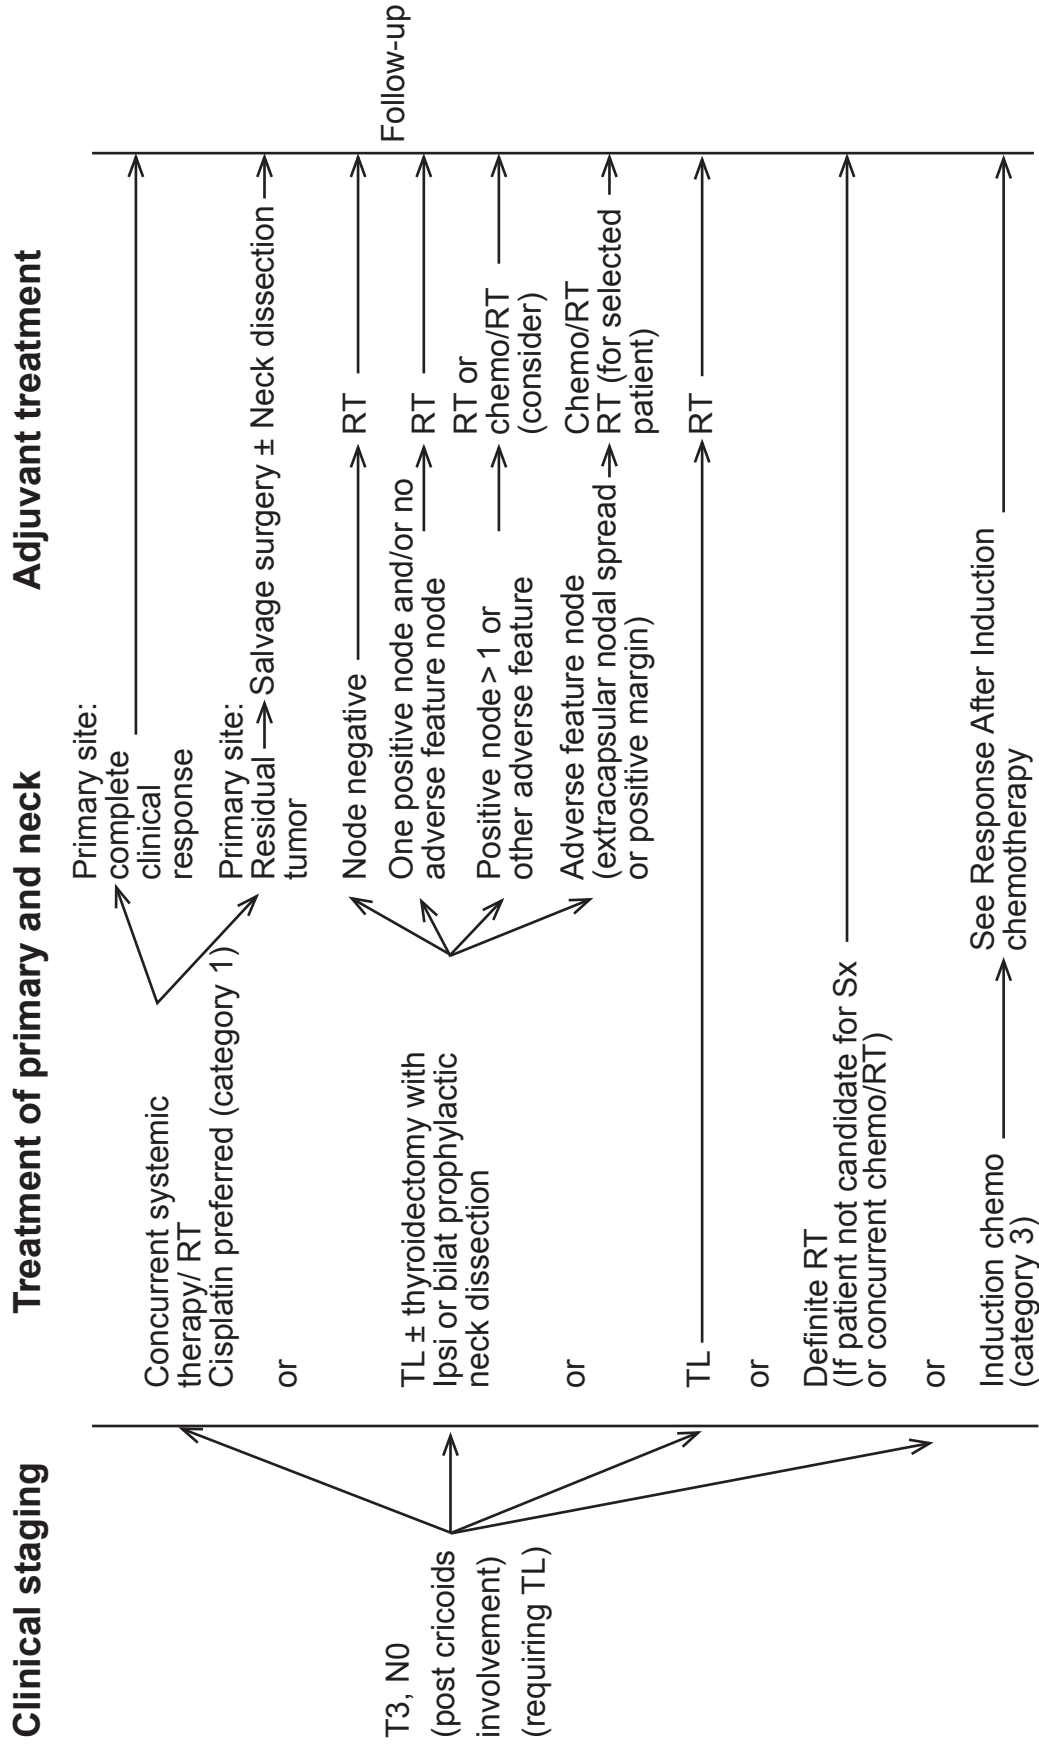 Clinical staging
Treatment of primary and neck
Adjuvant treatment
T3, N0
(post cricoids
involvement)
(requiring TL)
Concurrent systemic
therapy/ RT
Cisplatin preferred (category 1)
or
TL ± thyroidectomy with
Ipsi or bilat prophylactic
neck dissection
or
TL
or
Definite RT
(If patient not candidate for Sx
or concurrent chemo/RT)
or
Induction chemo
(category 3)
Primary site:
complete
clinical
response
Primary site:
Residual
tumor
Salvage surgery ± Neck dissection
Node negative
RT
One positive node and/or no
adverse feature node
RT
Positive node > 1 or
other adverse feature
RT or
chemo/RT
(consider)
Adverse feature node
(extracapsular nodal spread
or positive margin)
Chemo/RT
RT (for selected
patient)
RT
See Response After Induction
chemotherapy
Follow-up